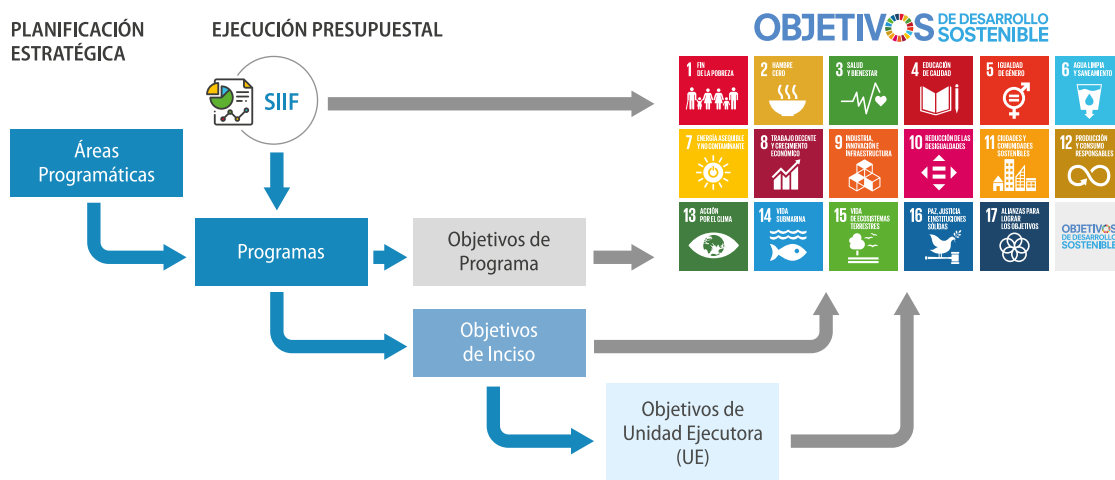 PLANIFICACIÓN
ESTRATÉGICA
EJECUCIÓN PRESUPUESTAL
SIIF
Áreas
Programáticas
Programas
Objetivos de
Programa
Objetivos
de Inciso
Objetivos de
Unidad Ejecutora
(UE)
OBJETIVOS DE DESARROLLO
SOSTENIBLE
1 FIN
DE LA POBREZA
2 HAMBRE
CERO
3 SALUD
Y BIENESTAR
4 EDUCACIÓN
DE CALIDAD
5 IGUALDAD
DE GÉNERO
6 AGUA LIMPIA
Y SANEAMIENTO
7 ENERGÍA ASEQUIBLE
Y NO CONTAMINANTE
8 TRABAJO DECENTE
Y CRECIMIENTO
ECONÓMICO
9 INDUSTRIA,
INNOVACIÓN E
INFRAESTRUCTURA
10 REDUCCIÓN DE LAS
DESIGUALDADES
11 CIUDADES Y
COMUNIDADES
SOSTENIBLES
12 PRODUCCIÓN
Y CONSUMO
RESPONSABLES
13 ACCIÓN
POR EL CLIMA
14 VIDA
SUBMARINA
15 VIDA
DE ECOSISTEMAS
TERRESTRES
16 PAZ, JUSTICIA
E INSTITUCIONES
SÓLIDAS
17 ALIANZAS PARA
LOGRAR
LOS OBJETIVOS
OBJETIVOS
DE DESARROLLO
SOSTENIBLE